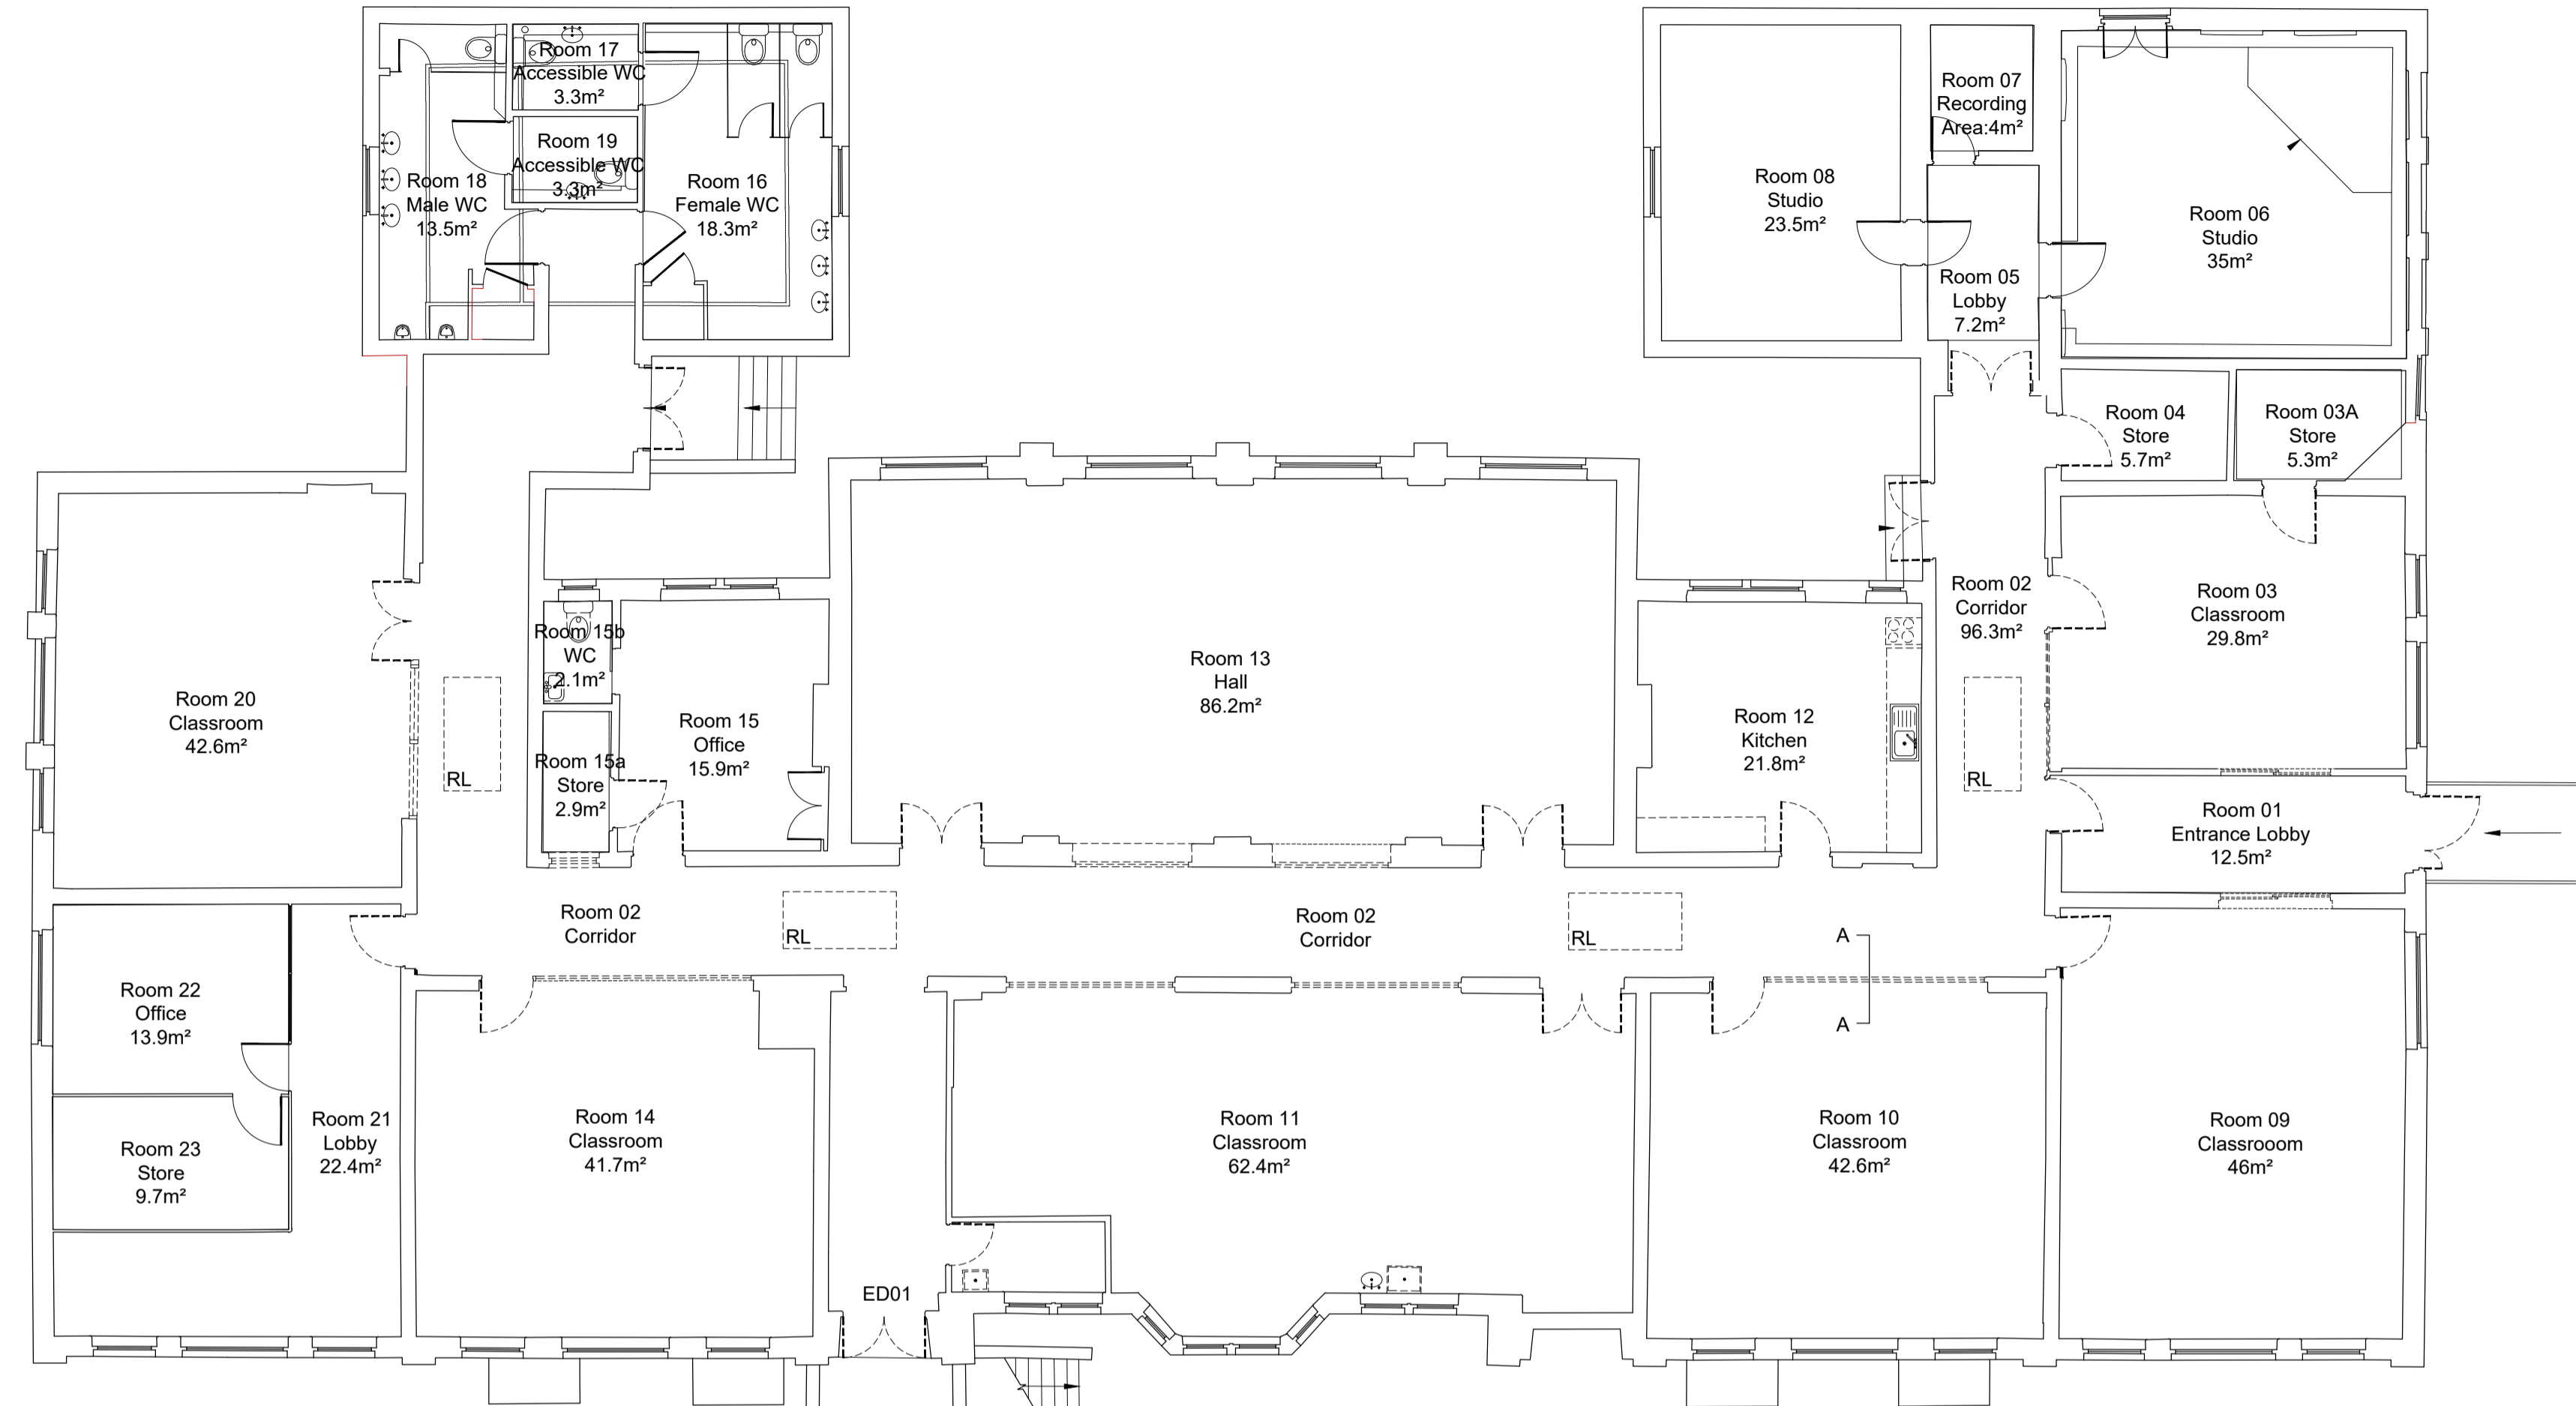 Room 17
Accessible WC
3.3m²
Room 19
Accessible WC
3.3m²
Room 18
Male WC
13.5m²
Room 16
Female WC
18.3m²
Room 08
Studio
23.5m²
Room 07
Recording
Area:4m²
Room 06
Studio
35m²
Room 05
Lobby
7.2m²
Room 04
Store
5.7m²
Room 03A
Store
5.3m²
Room 02
Corridor
96.3m²
Room 03
Classroom
29.8m²
Room 20
Classroom
42.6m²
RL
Room 15b
WC
2.1m²
Room 15a
Store
2.9m²
Room 15
Office
15.9m²
Room 13
Hall
86.2m²
Room 12
Kitchen
21.8m²
RL
Room 01
Entrance Lobby
12.5m²
Room 02
Corridor
RL
Room 02
Corridor
RL
A
A
Room 22
Office
13.9m²
Room 23
Store
9.7m²
Room 21
Lobby
22.4m²
Room 14
Classroom
41.7m²
Room 11
Classroom
62.4m²
Room 10
Classroom
42.6m²
Room 09
Classrooom
46m²
ED01